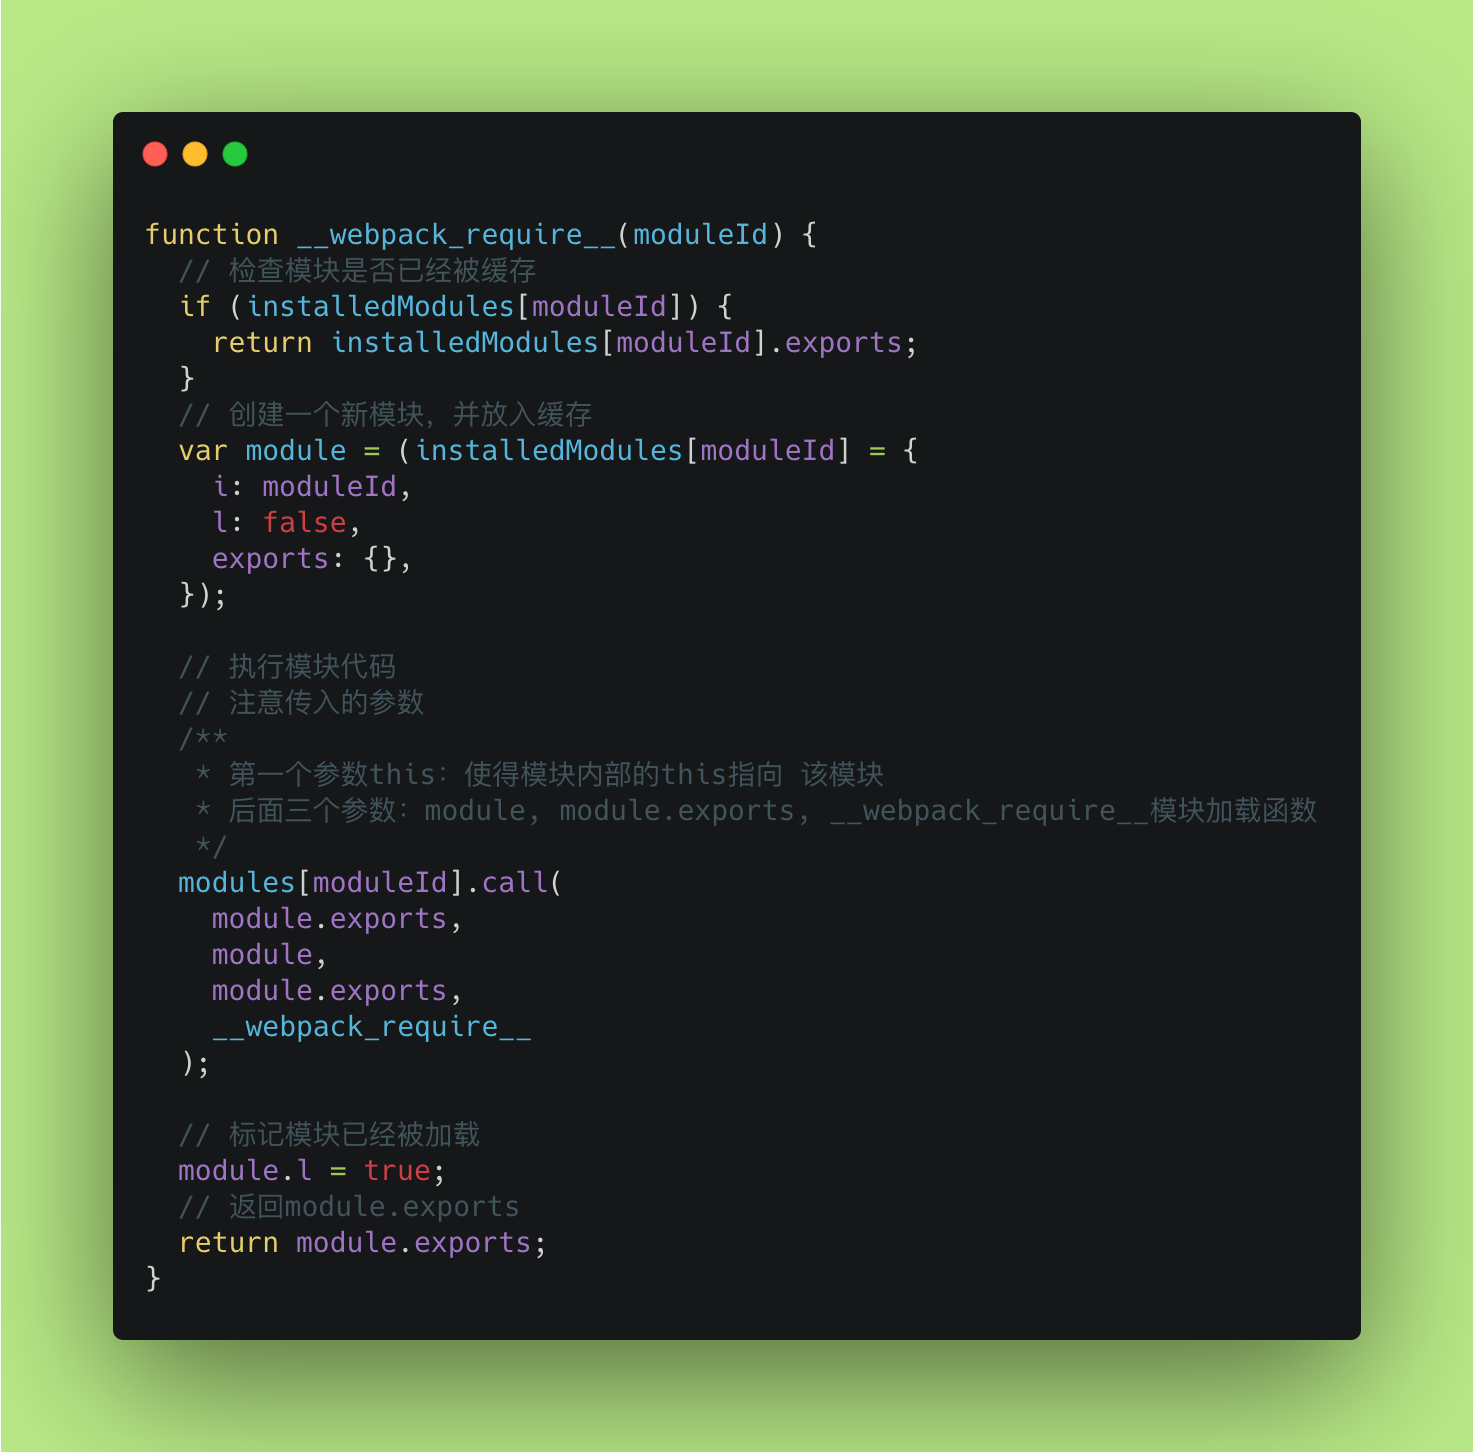 function __webpack_require__(moduleId) {
  // 检查模块是否已经被缓存
  if (installedModules[moduleId]) {
    return installedModules[moduleId].exports;
  }
  // 创建一个新模块，并放入缓存
  var module = (installedModules[moduleId] = {
    i: moduleId,
    l: false,
    exports: {},
  });

  // 执行模块代码
  // 注意传入的参数
  /**
   * 第一个参数this：使得模块内部的this指向 该模块
   * 后面三个参数：module, module.exports, __webpack_require__模块加载函数
   */
  modules[moduleId].call(
    module.exports,
    module,
    module.exports,
    __webpack_require__
  );

  // 标记模块已经被加载
  module.l = true;
  // 返回module.exports
  return module.exports;
}